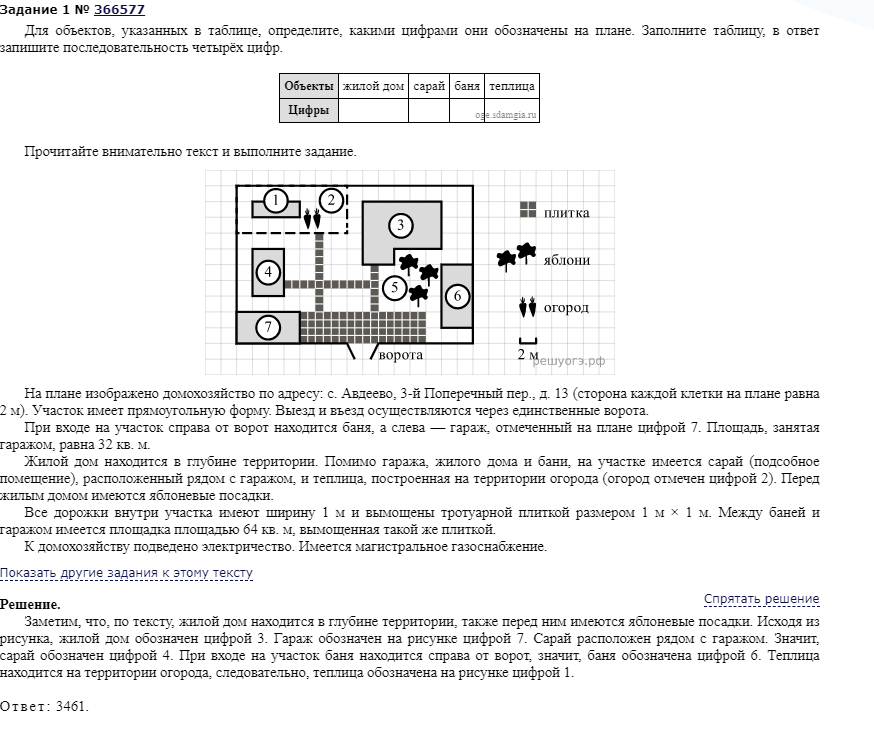 Задание 1 № 366577
Для объектов, указанных в таблице, определите, какими цифрами они обозначены на плане. Заполните таблицу, в ответ
запишите последовательность четырёх цифр.
Объекты жилой дом сарай баня теплица
Цифры
oge.sdamgia.ru
Прочитайте внимательно текст и выполните задание.
1 2
3
4
5
6
7
плитка
яблони
огород
ворота
2 м
решуогэ.рф
На плане изображено домохозяйство по адресу: с. Авдеево, 3-й Поперечный пер., д. 13 (сторона каждой клетки на плане равна
2 м). Участок имеет прямоугольную форму. Выезд и въезд осуществляются через единственные ворота.
При входе на участок справа от ворот находится баня, а слева — гараж, отмеченный на плане цифрой 7. Площадь, занятая
гаражом, равна 32 кв. м.
Жилой дом находится в глубине территории. Помимо гаража, жилого дома и бани, на участке имеется сарай (подсобное
помещение), расположенный рядом с гаражом, и теплица, построенная на территории огорода (огород отмечен цифрой 2). Перед
жилым домом имеются яблоневые посадки.
Все дорожки внутри участка имеют ширину 1 м и вымощены тротуарной плиткой размером 1 м × 1 м. Между баней и
гаражом имеется площадка площадью 64 кв. м, вымощенная такой же плиткой.
К домохозяйству подведено электричество. Имеется магистральное газоснабжение.
Показать другие задания к этому тексту
Спрятать решение
Решение.
Заметим, что, по тексту, жилой дом находится в глубине территории, также перед ним имеются яблоневые посадки. Исходя из
рисунка, жилой дом обозначен цифрой 3. Гараж обозначен на рисунке цифрой 7. Сарай расположен рядом с гаражом. Значит,
сарай обозначен цифрой 4. При входе на участок баня находится справа от ворот, значит, баня обозначена цифрой 6. Теплица
находится на территории огорода, следовательно, теплица обозначена на рисунке цифрой 1.
Ответ: 3461.